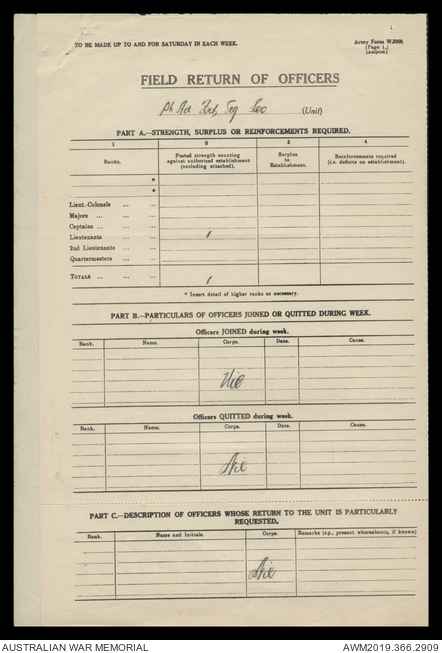 TO BE MADE UP TO AND FOR SATURDAY IN EACH WEEK.
Army Form W.3008
(Page 1.)
(Adapted.)
FIELD RETURN OF OFFICERS
(Unit)
PART A.—STRENGTH, SURPLUS OR REINFORCEMENTS REQUIRED.
1 2 3 4
Ranks. Posted strength counting against authorized establishment (excluding attached). Surplus to Establishment. Reinforcements required (i.e. deficits on establishment).
*
*
Lieut.-Colonels ... ...
Majors ... ... ...
Captains ... ... ...
Lieutenants ... ... 1
2nd Lieutenants ... ...
Quartermasters ... ...
TOTALS ... ... 1
* Insert detail of higher ranks as necessary.
PART B.—PARTICULARS OF OFFICERS JOINED OR QUITTED DURING WEEK.
Officers JOINED during week.
Rank. Name. Corps. Date. Cause.
Nil
Officers QUITTED during week.
Rank. Name. Corps. Date. Cause.
Nil
PART C.—DESCRIPTION OF OFFICERS WHOSE RETURN TO THE UNIT IS PARTICULARLY REQUESTED.
Rank. Name and Initials. Corps. Remarks (e.g., present whereabouts, if known)
Nil
AUSTRALIAN WAR MEMORIAL
AWM2019.366.2909